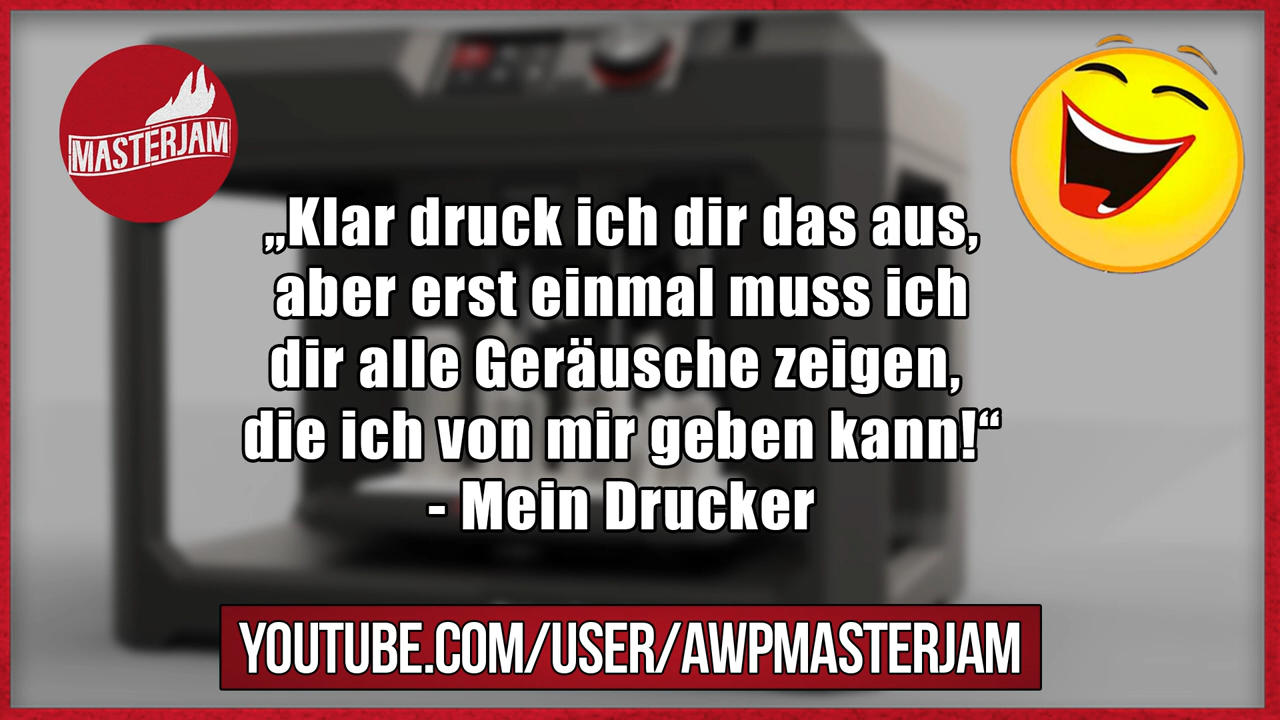 MASTERJAM
„Klar druck ich dir das aus,
aber erst einmal muss ich
dir alle Geräusche zeigen,
die ich von mir geben kann!“
- Mein Drucker
YOUTUBE.COM/USER/AWPMASTERJAM